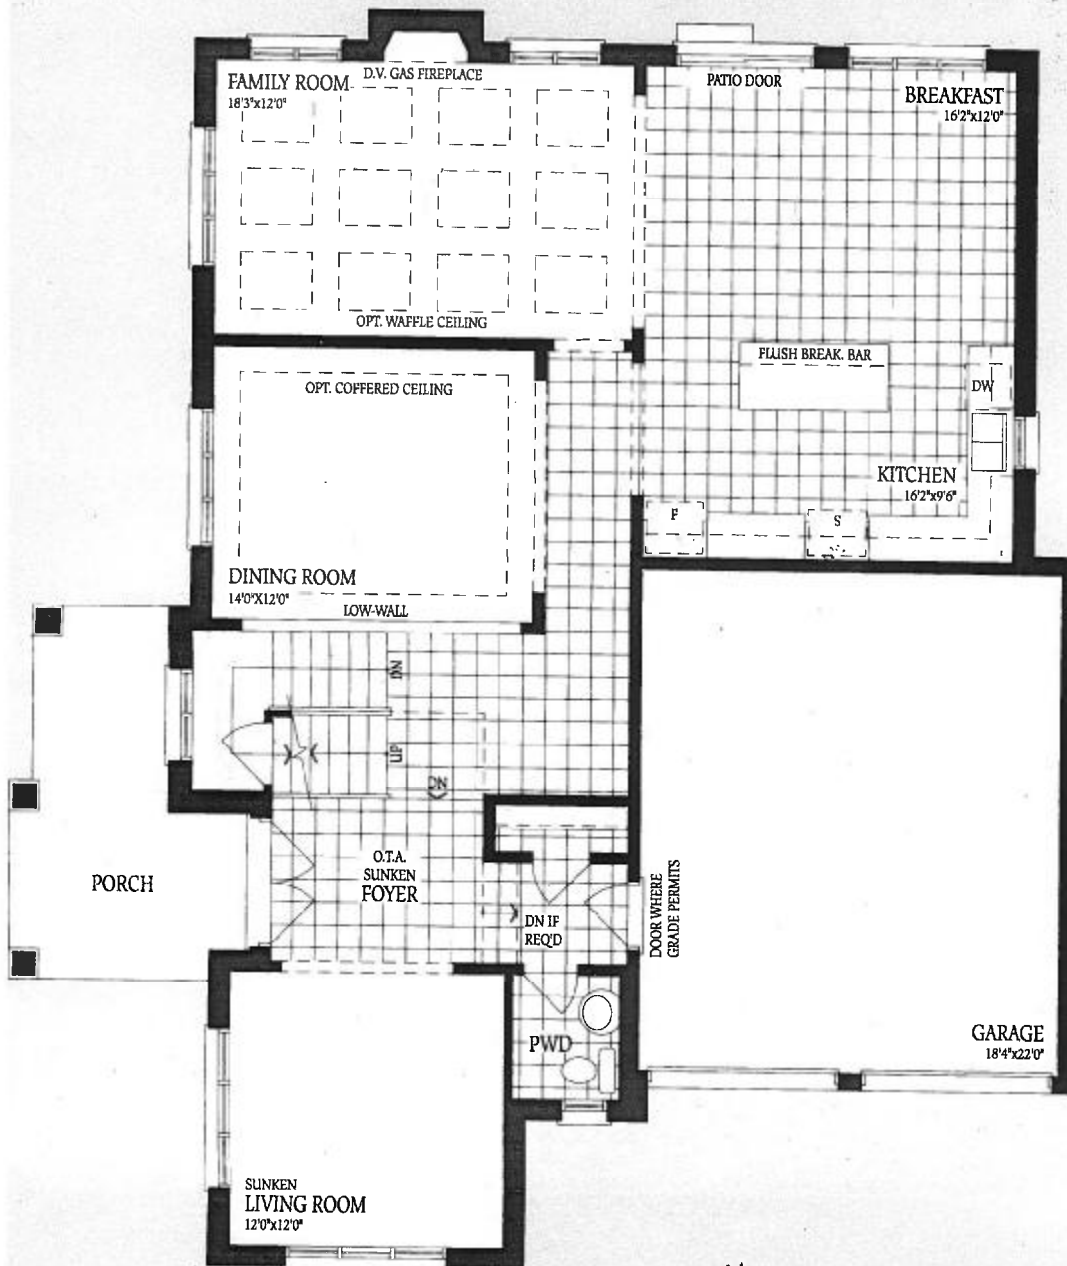 FAMILY ROOM
18'3"x12'0"
D.V. GAS FIREPLACE
PATIO DOOR
BREAKFAST
16'2"x12'0"
OPT. WAFFLE CEILING
FLUSH BREAK. BAR
OPT. COFFERED CEILING
DW
KITCHEN
16'2"x9'6"
F
S
DINING ROOM
14'0"X12'0"
LOW-WALL
DN
UP
DN
PORCH
O.T.A.
SUNKEN
FOYER
DN IF
REQ'D
DOOR WHERE
GRADE PERMITS
PWD
GARAGE
18'4"x22'0"
SUNKEN
LIVING ROOM
12'0"x12'0"